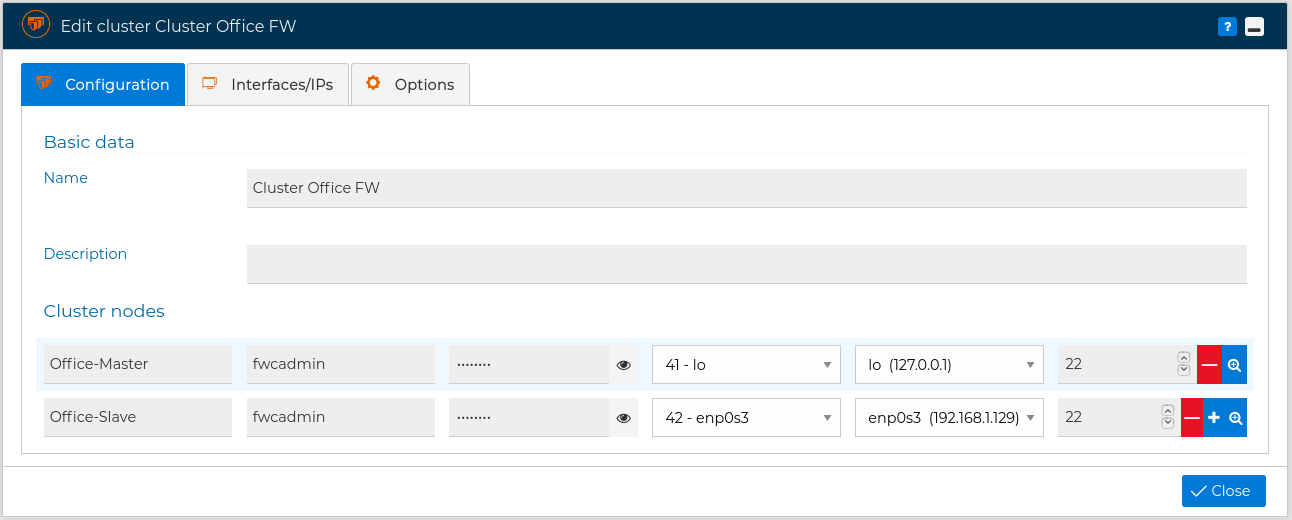 Edit cluster Cluster Office FW
?
Configuration Interfaces/IPs Options
Basic data
Name
Cluster Office FW
Description
Cluster nodes
Office-Master fwcadmin •••••••• 41 - lo lo (127.0.0.1) 22
Office-Slave fwcadmin •••••••• 42 - enp0s3 enp0s3 (192.168.1.129) 22
Close